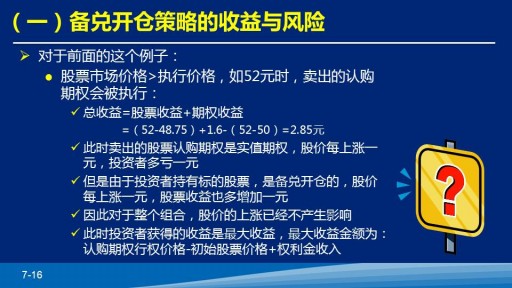 （一）备兑开仓策略的收益与风险
对于前面的这个例子：
股票市场价格>执行价格，如52元时，卖出的认购
期权会被执行：
总收益=股票收益+期权收益
=（52-48.75）+1.6-（52-50）=2.85元
此时卖出的股票认购期权是实值期权，股价每上涨一
元，投资者多亏一元
但是由于投资者持有标的股票，是备兑开仓的，股价
每上涨一元，股票收益也多增加一元
因此对于整个组合，股价的上涨已经不产生影响
此时投资者获得的收益是最大收益，最大收益金额为：
认购期权行权价格-初始股票价格+权利金收入
?
7-16